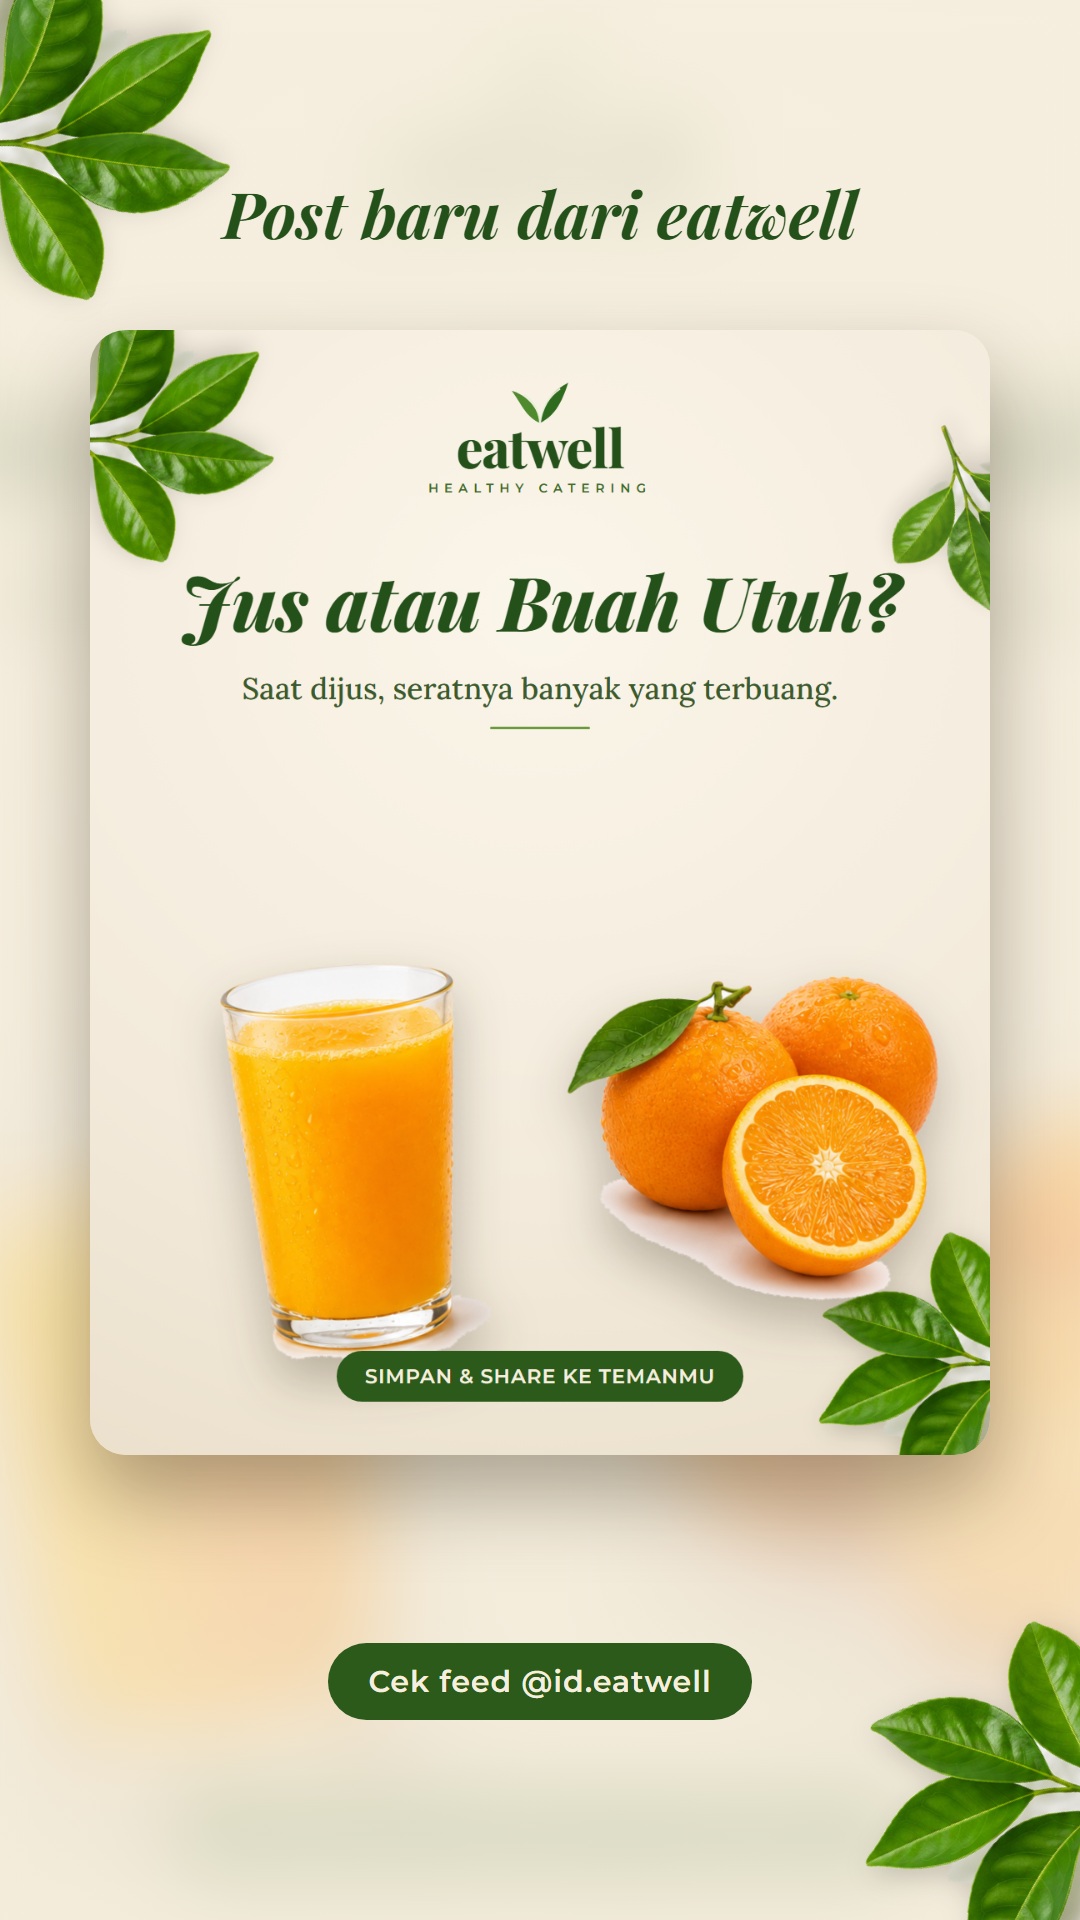 Post baru dari eatwell
eatwell
HEALTHY CATERING
Jus atau Buah Utuh?
Saat dijus, seratnya banyak yang terbuang.
SIMPAN & SHARE KE TEMANMU
Cek feed @id.eatwell